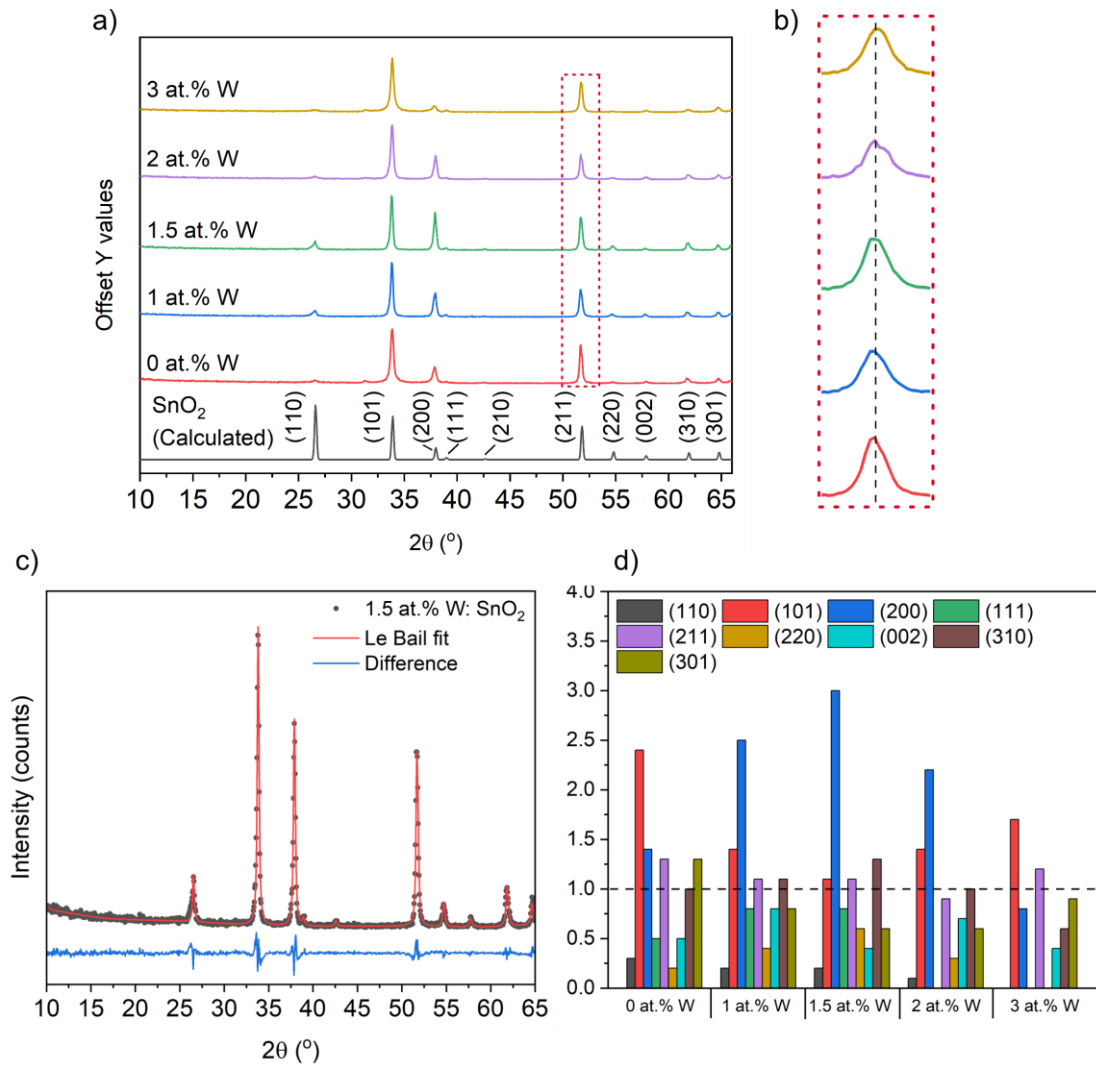 a)
3 at.% W
2 at.% W
1.5 at.% W
1 at.% W
0 at.% W
SnO2
(Calculated)
(110)
(101)
(200)
(111)
(210)
(211)
(220)
(002)
(310)
(301)
Offset Y values
10 15 20 25 30 35 40 45 50 55 60 65
2θ (o)
b)
c)
1.5 at.% W: SnO2
Le Bail fit
Difference
Intensity (counts)
10 15 20 25 30 35 40 45 50 55 60 65
2θ (o)
d)
4.0
3.5
3.0
2.5
2.0
1.5
1.0
0.5
0.0
(110) (101) (200) (111)
(211) (220) (002) (310)
(301)
0 at.% W 1 at.% W 1.5 at.% W 2 at.% W 3 at.% W